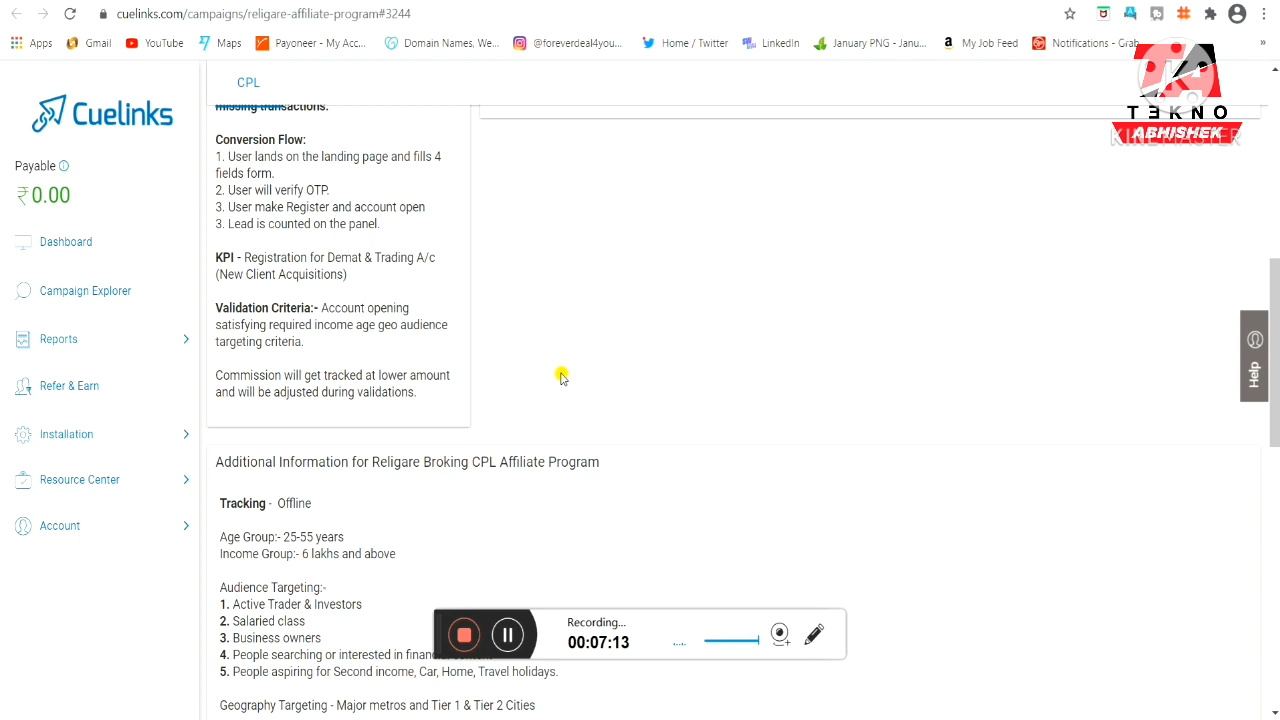 cuelinks.com/campaigns/religare-affiliate-program#3244
Apps Gmail YouTube Maps Payoneer - My Acc... Domain Names, We... @foreverdeal4you... Home / Twitter LinkedIn January PNG - Janu... My Job Feed Notifications - Grab...
TEKNO
ABHISHEK
KINEMASTER
Cuelinks
Payable
₹0.00
Dashboard
Campaign Explorer
Reports
Refer & Earn
Installation
Resource Center
Account
CPL
missing transactions.
Conversion Flow:
1. User lands on the landing page and fills 4
fields form.
2. User will verify OTP.
3. User make Register and account open
3. Lead is counted on the panel.
KPI - Registration for Demat & Trading A/c
(New Client Acquisitions)
Validation Criteria:- Account opening
satisfying required income age geo audience
targeting criteria.
Commission will get tracked at lower amount
and will be adjusted during validations.
Help
Additional Information for Religare Broking CPL Affiliate Program
Tracking - Offline
Age Group:- 25-55 years
Income Group:- 6 lakhs and above
Audience Targeting:-
1. Active Trader & Investors
2. Salaried class
3. Business owners
4. People searching or interested in financial
5. People aspiring for Second income, Car, Home, Travel holidays.
Geography Targeting - Major metros and Tier 1 & Tier 2 Cities
Recording...
00:07:13